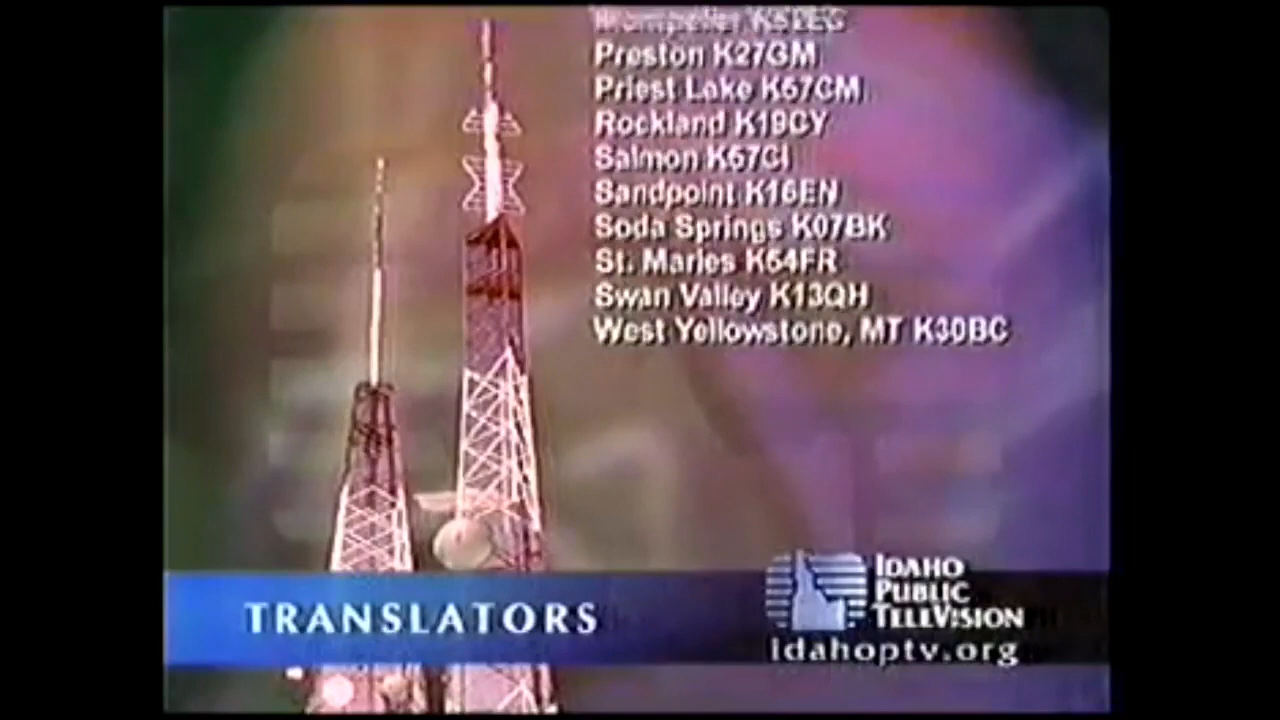 Preston K27GM
Priest Lake K67CM
Rockland K19CY
Salmon K67CI
Sandpoint K16EN
Soda Springs K07BK
St. Maries K54FR
Swan Valley K13QH
West Yellowstone, MT K30BC
TRANSLATORS
IDAHO
PUBLIC
TELEVISION
idahoptv.org